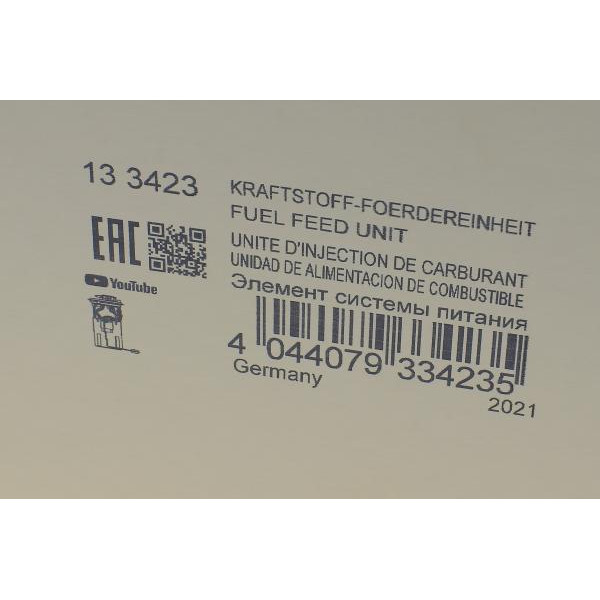 13 3423
KRAFTSTOFF-FOERDEREINHEIT
FUEL FEED UNIT
UNITE D'INJECTION DE CARBURANT
UNIDAD DE ALIMENTACION DE COMBUSTIBLE
Элемент системы питания
EAC
YouTube
4 044079 334235
Germany
2021